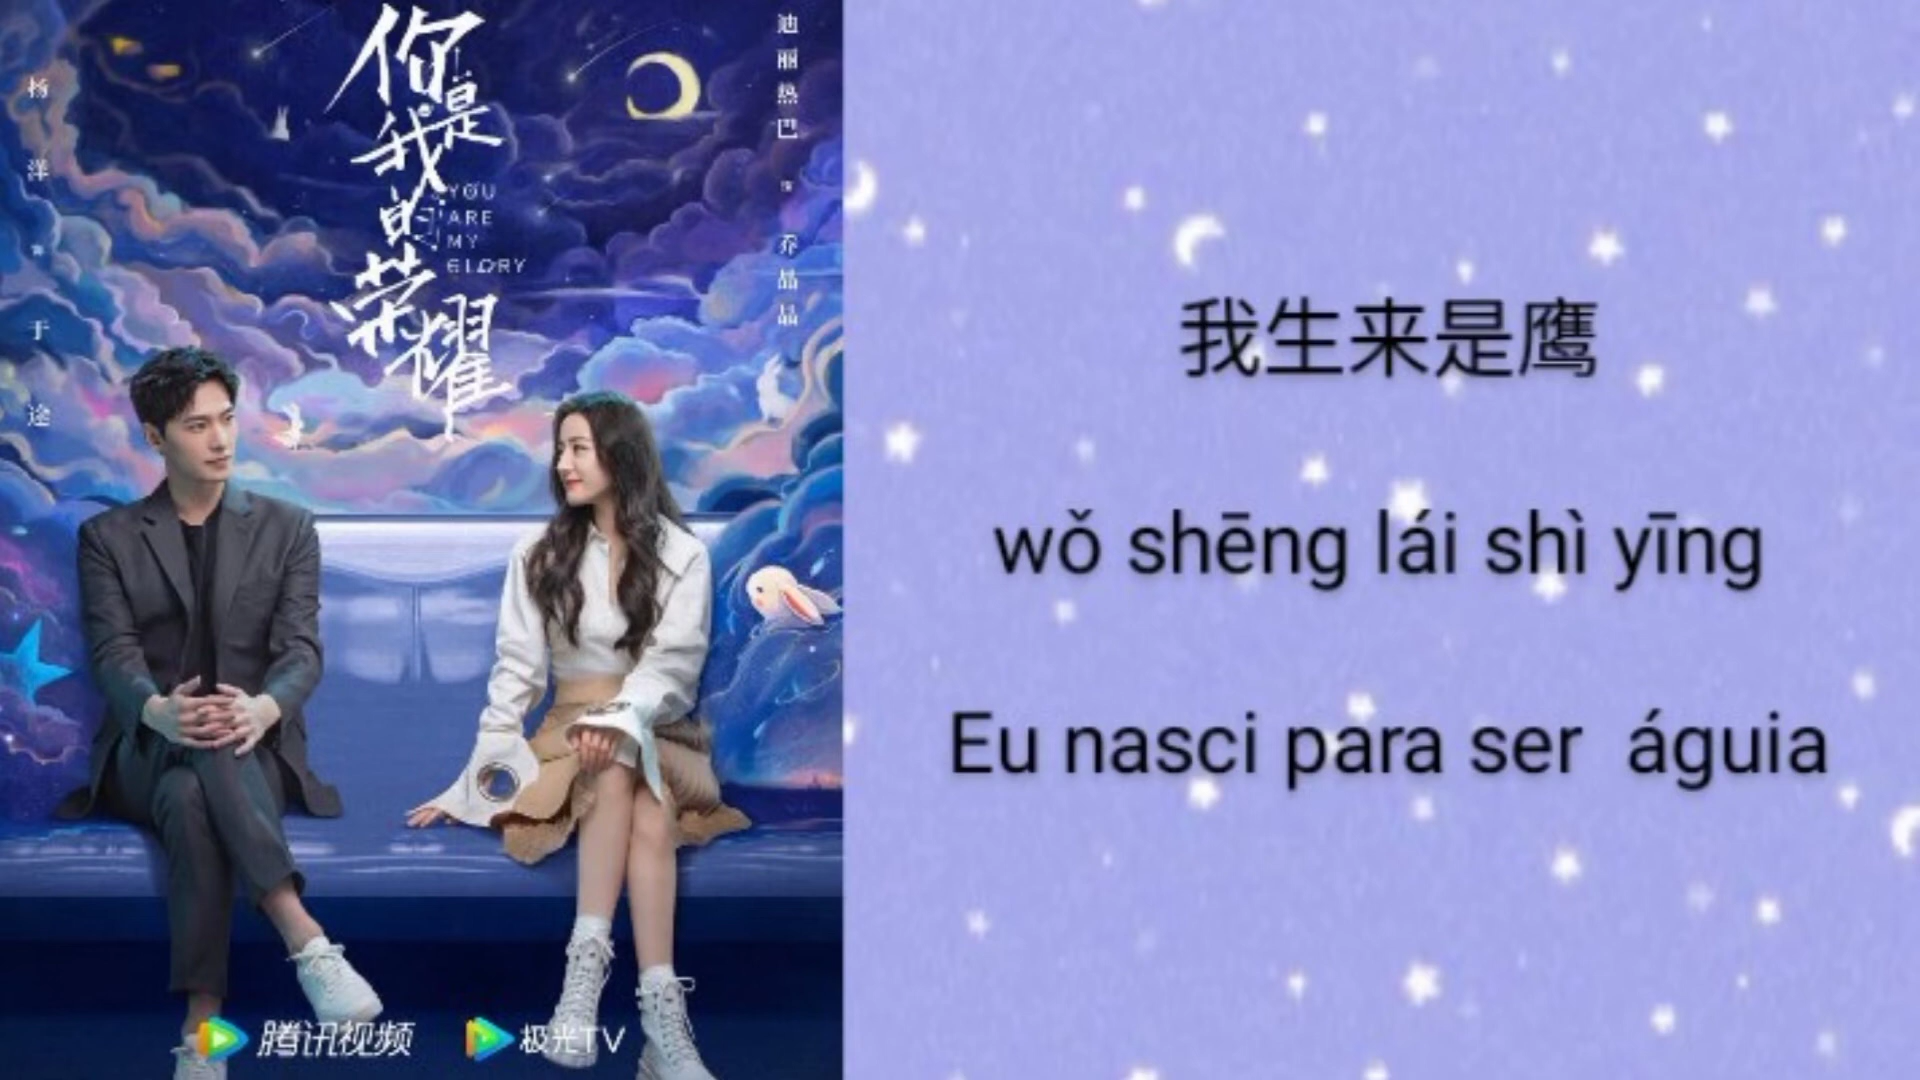 杨洋 饰 于途
你是我的荣耀
YOU
ARE
MY
GLORY
迪丽热巴 饰 乔晶晶
腾讯视频
极光TV
我生来是鹰
wǒ shēng lái shì yīng
Eu nasci para ser águia